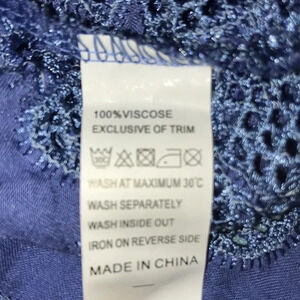 100%VISCOSE
EXCLUSIVE OF TRIM
WASH AT MAXIMUM 30℃
WASH SEPARATELY
WASH INSIDE OUT
IRON ON REVERSE SIDE
MADE IN CHINA